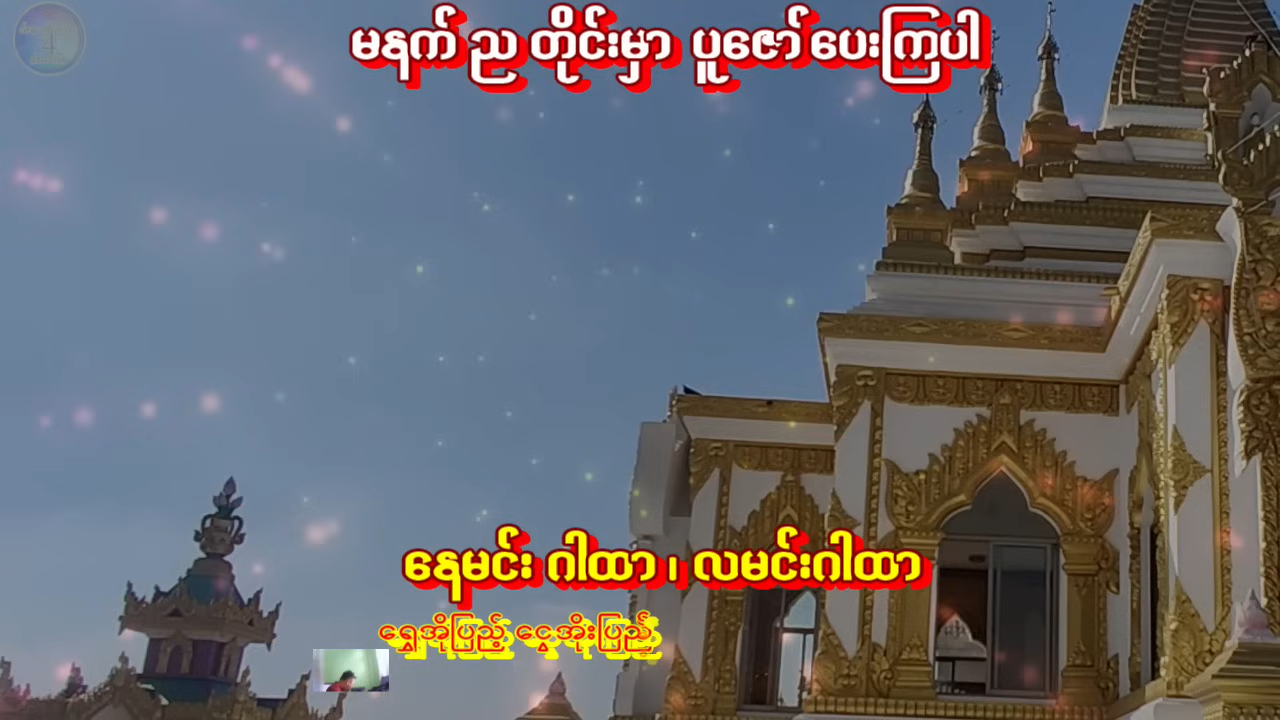 မနက် ည တိုင်းမှာ ပူဇော် ပေးကြပါ
နေမင်း ဂါထာ ၊ လမင်းဂါထာ
ရွှေအိုပြည့် ငွေအိုးပြည့်